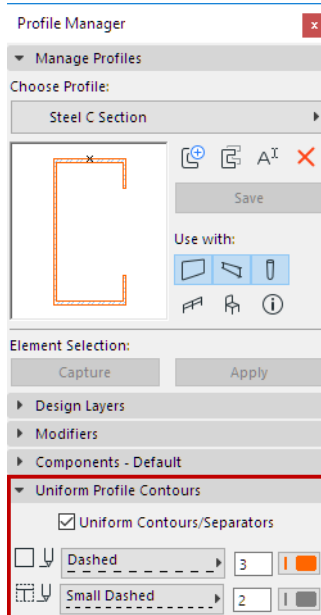 Profile Manager
x
Manage Profiles
Choose Profile:
Steel C Section
Save
Use with:
Element Selection:
Capture
Apply
Design Layers
Modifiers
Components - Default
Uniform Profile Contours
Uniform Contours/Separators
Dashed
3
Small Dashed
2